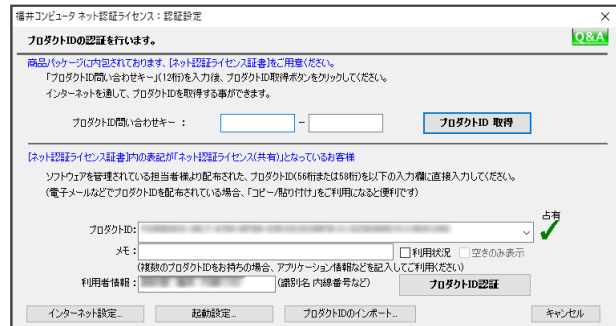 福井コンピュータ ネット認証ライセンス：認証設定
プロダクトIDの認証を行います。
Q&A
商品パッケージに内包されております、[ネット認証ライセンス証書]をご用意ください。
「プロダクトID問い合わせキー」(12桁)を入力後、プロダクトID取得ボタンをクリックしてください。
インターネットを通して、プロダクトIDを取得する事ができます。
プロダクトID問い合わせキー ： － プロダクトID 取得
[ネット認証ライセンス証書]内の表記が「ネット認証ライセンス(共有)」となっているお客様
ソフトウェアを管理されている担当者様より配布された、プロダクトID(56桁または58桁)を以下の入力欄に直接入力してください。
(電子メールなどでプロダクトIDを配布されている場合、「コピー/貼り付け」をご利用になると便利です)
占有
プロダクトID:
メモ： 利用状況 空きのみ表示
(複数のプロダクトIDをお持ちの場合、アプリケーション情報などを記入してご利用ください)
利用者情報： (識別名 内線番号など) プロダクトID認証
インターネット設定... 起動設定... プロダクトIDのインポート... キャンセル